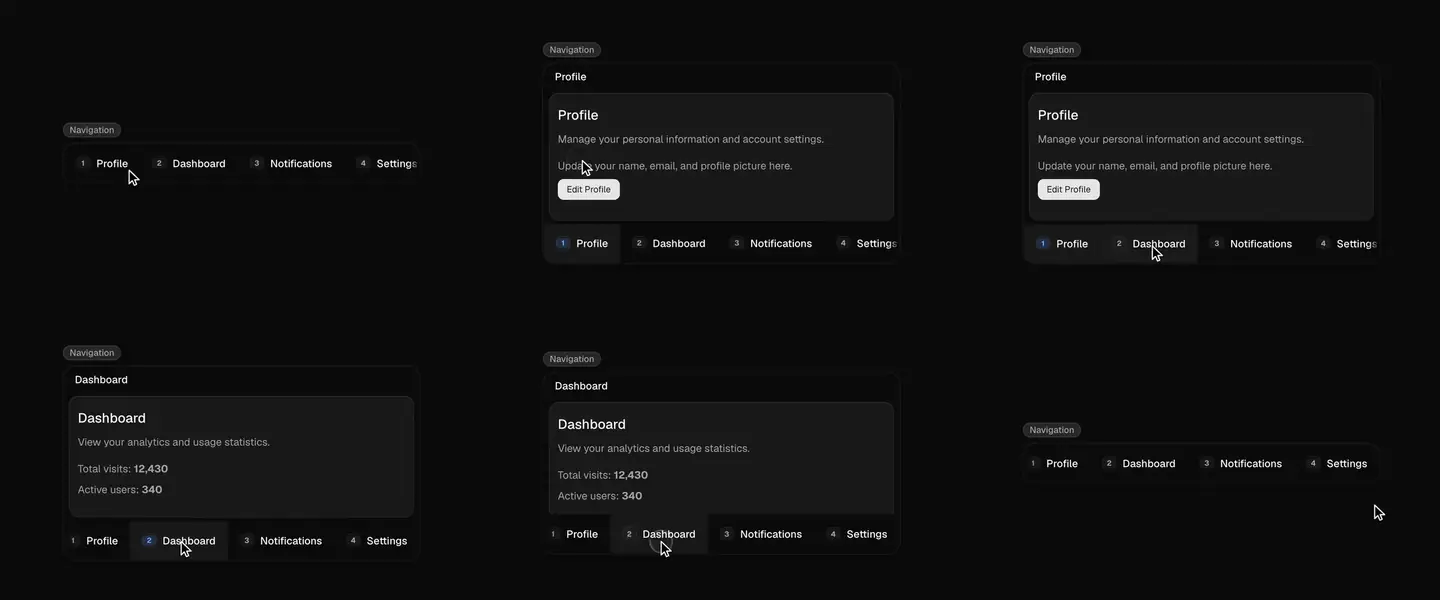 Navigation
1 Profile 2 Dashboard 3 Notifications 4 Settings
Navigation
Profile
Profile
Manage your personal information and account settings.
Update your name, email, and profile picture here.
Edit Profile
1 Profile 2 Dashboard 3 Notifications 4 Settings
Navigation
Profile
Profile
Manage your personal information and account settings.
Update your name, email, and profile picture here.
Edit Profile
1 Profile 2 Dashboard 3 Notifications 4 Settings
Navigation
Dashboard
Dashboard
View your analytics and usage statistics.
Total visits: 12,430
Active users: 340
1 Profile 2 Dashboard 3 Notifications 4 Settings
Navigation
Dashboard
Dashboard
View your analytics and usage statistics.
Total visits: 12,430
Active users: 340
1 Profile 2 Dashboard 3 Notifications 4 Settings
Navigation
1 Profile 2 Dashboard 3 Notifications 4 Settings